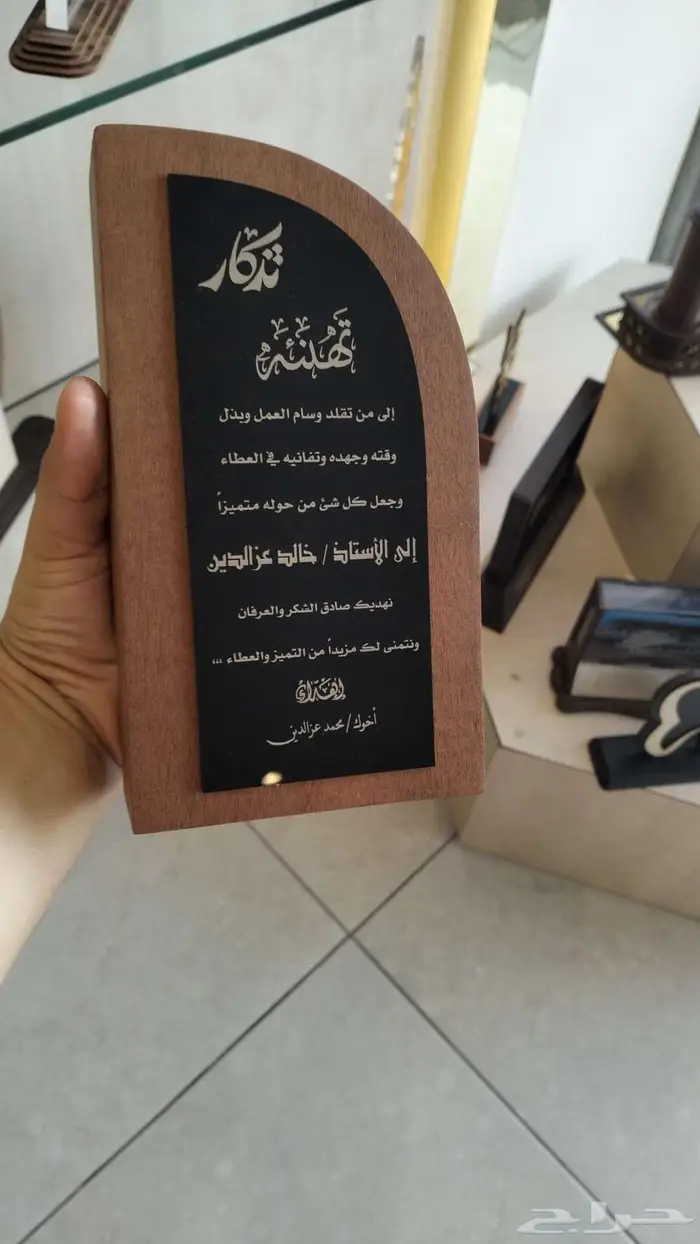 تذكار
تهنئه
إلى من تقلد وسام العمل وبذل
وقته وجهده وتفانيه في العطاء
وجعل كل شئ من حوله متميزاً
إلى الأستاذ / خالد عزالدين
نهديك صادق الشكر والعرفان
ونتمنى لك مزيداً من التميز والعطاء ،،،
إهداء
أخوك / محمد عزالدين
حراج